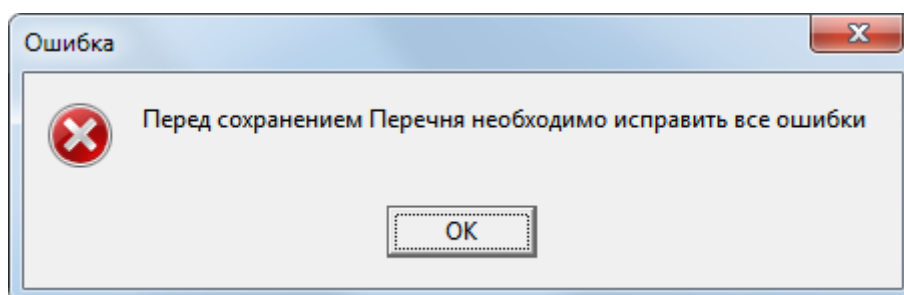 Ошибка
Перед сохранением Перечня необходимо исправить все ошибки
OK